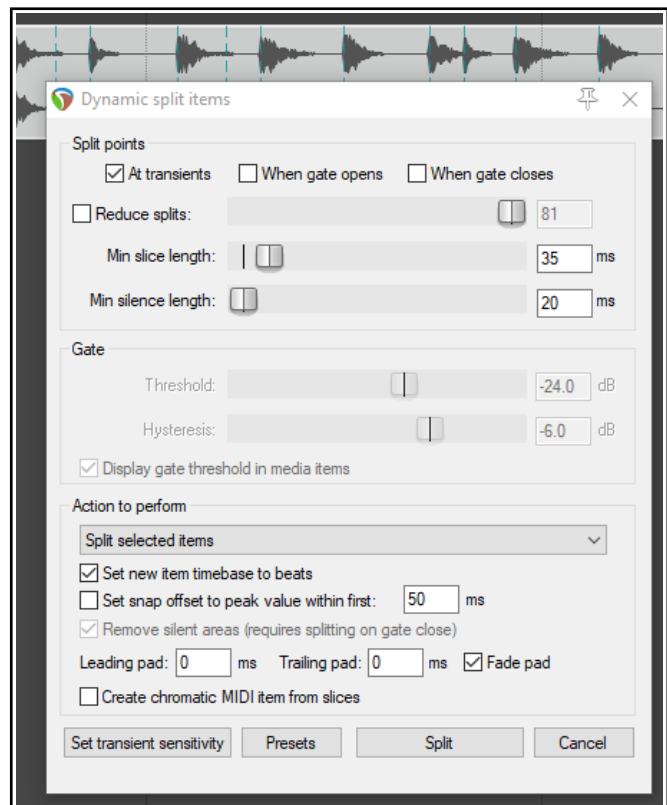 Dynamic split items
Split points
At transients When gate opens When gate closes
Reduce splits: 81
Min slice length: 35 ms
Min silence length: 20 ms
Gate
Threshold: -24.0 dB
Hysteresis: -6.0 dB
Display gate threshold in media items
Action to perform
Split selected items
Set new item timebase to beats
Set snap offset to peak value within first: 50 ms
Remove silent areas (requires splitting on gate close)
Leading pad: 0 ms Trailing pad: 0 ms Fade pad
Create chromatic MIDI item from slices
Set transient sensitivity Presets Split Cancel